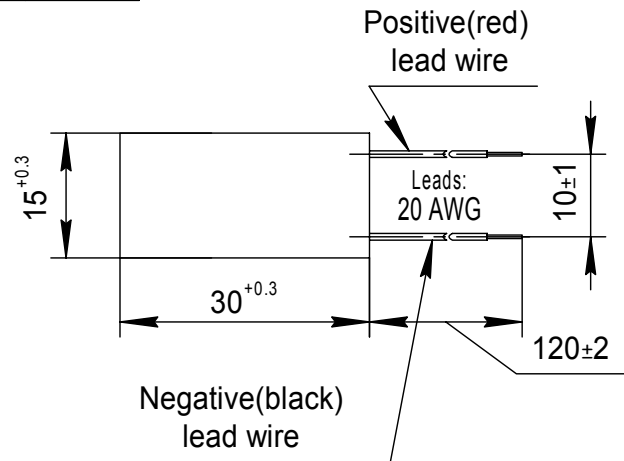 Positive(red)
lead wire
15+0.3
Leads:
20 AWG
10±1
30+0.3
120±2
Negative(black)
lead wire